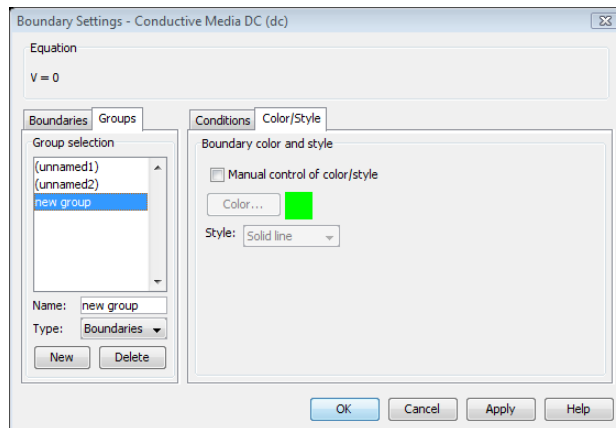 Boundary Settings - Conductive Media DC (dc)
Equation
V = 0
Boundaries Groups
Group selection
(unnamed1)
(unnamed2)
new group
Name: new group
Type: Boundaries
New Delete
Conditions Color/Style
Boundary color and style
Manual control of color/style
Color...
Style: Solid line
OK Cancel Apply Help